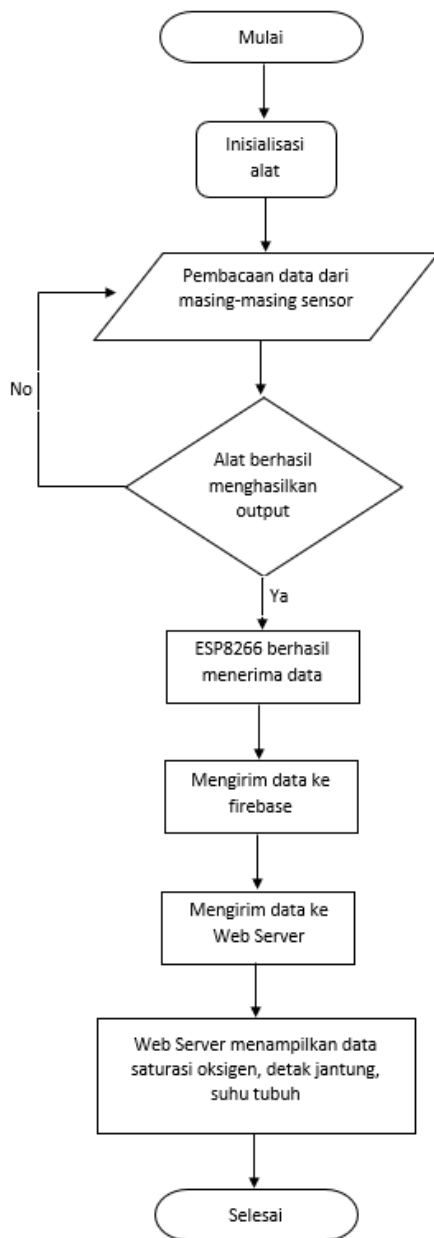 Mulai
Inisialisasi
alat
Pembacaan data dari
masing-masing sensor
No
Alat berhasil
menghasilkan
output
Ya
ESP8266 berhasil
menerima data
Mengirim data ke
firebase
Mengirim data ke
Web Server
Web Server menampilkan data
saturasi oksigen, detak jantung,
suhu tubuh
Selesai